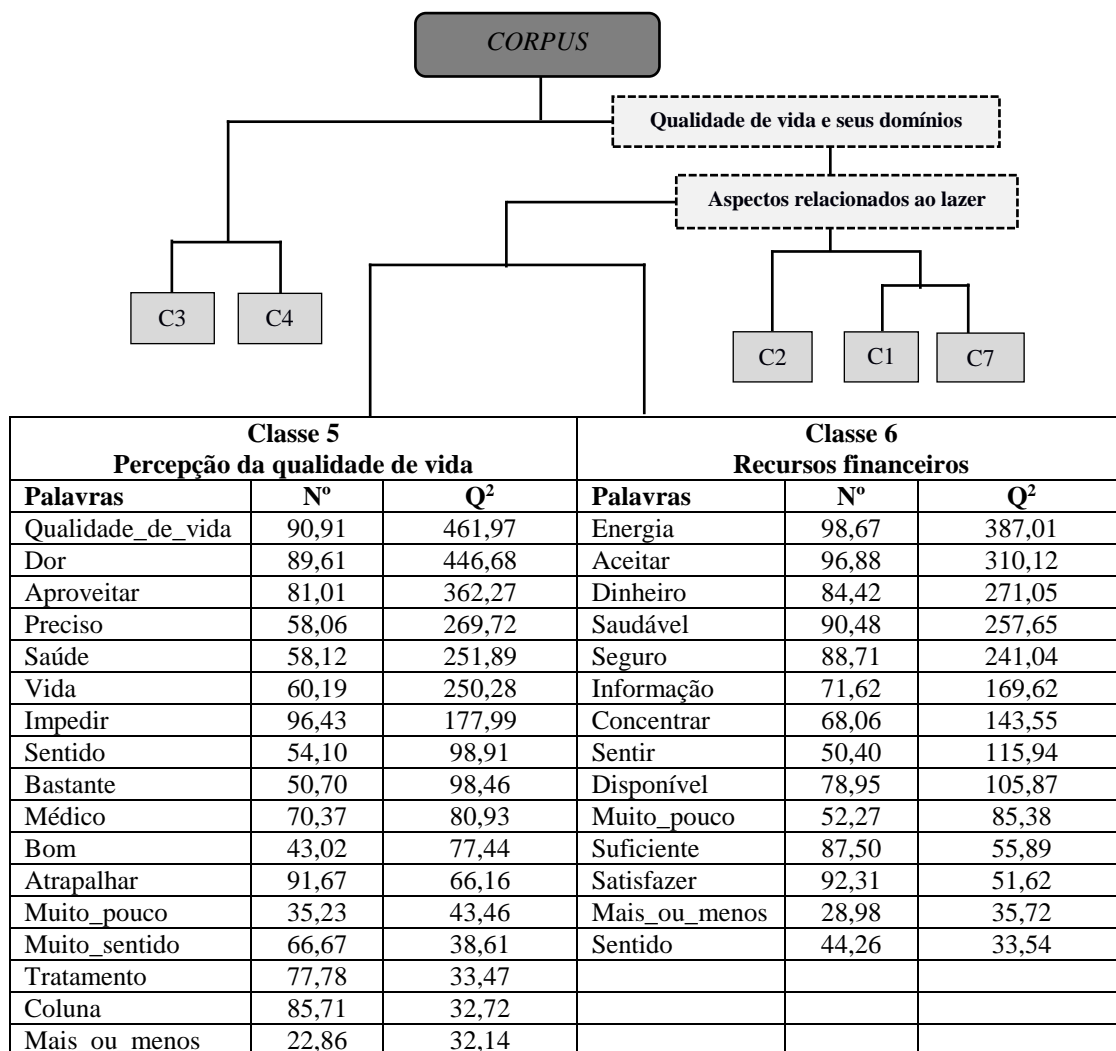 CORPUS
Qualidade de vida e seus domínios
Aspectos relacionados ao lazer
C3 C4
C2 C1 C7
Classe 5 Classe 6
Percepção da qualidade de vida Recursos financeiros
Palavras Nº Q² Palavras Nº Q²
Qualidade_de_vida 90,91 461,97 Energia 98,67 387,01
Dor 89,61 446,68 Aceitar 96,88 310,12
Aproveitar 81,01 362,27 Dinheiro 84,42 271,05
Preciso 58,06 269,72 Saudável 90,48 257,65
Saúde 58,12 251,89 Seguro 88,71 241,04
Vida 60,19 250,28 Informação 71,62 169,62
Impedir 96,43 177,99 Concentrar 68,06 143,55
Sentido 54,10 98,91 Sentir 50,40 115,94
Bastante 50,70 98,46 Disponível 78,95 105,87
Médico 70,37 80,93 Muito_pouco 52,27 85,38
Bom 43,02 77,44 Suficiente 87,50 55,89
Atrapalhar 91,67 66,16 Satisfazer 92,31 51,62
Muito_pouco 35,23 43,46 Mais_ou_menos 28,98 35,72
Muito_sentido 66,67 38,61 Sentido 44,26 33,54
Tratamento 77,78 33,47
Coluna 85,71 32,72
Mais ou menos 22,86 32,14